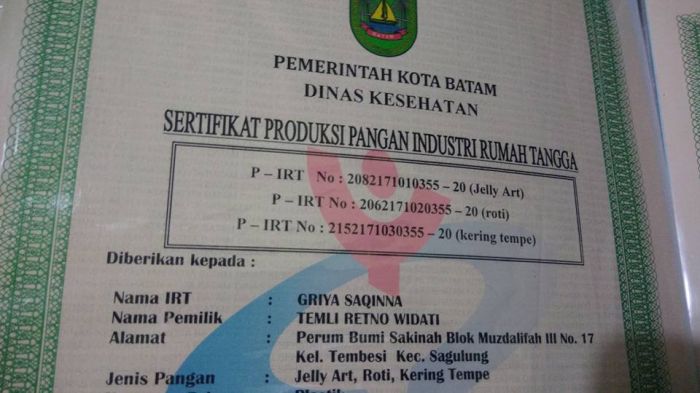 BATAM
PEMERINTAH KOTA BATAM
DINAS KESEHATAN
SERTIFIKAT PRODUKSI PANGAN INDUSTRI RUMAH TANGGA
P – IRT No : 2082171010355 – 20 (Jelly Art)
P – IRT No : 2062171020355 – 20 (roti)
P – IRT No : 2152171030355 – 20 (kering tempe)
Diberikan kepada :
Nama IRT : GRIYA SAQINNA
Nama Pemilik : TEMLI RETNO WIDATI
Alamat : Perum Bumi Sakinah Blok Muzdalifah III No. 17
Kel. Tembesi Kec. Sagulung
Jenis Pangan : Jelly Art, Roti, Kering Tempe